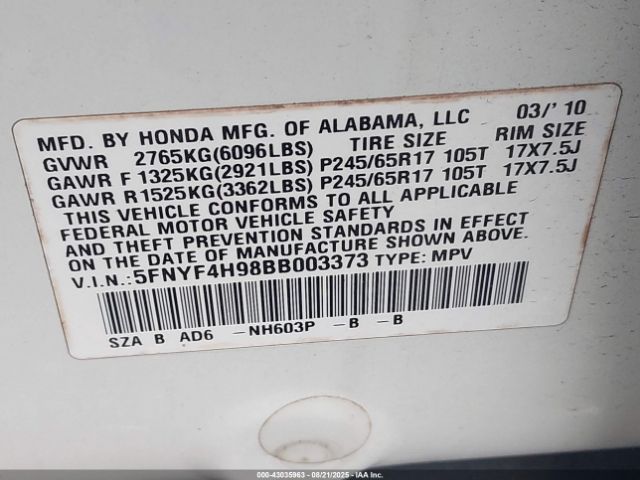 MFD. BY HONDA MFG. OF ALABAMA, LLC 03/'10
GVWR 2765KG(6096LBS) TIRE SIZE RIM SIZE
GAWR F 1325KG(2921LBS) P245/65R17 105T 17X7.5J
GAWR R 1525KG(3362LBS) P245/65R17 105T 17X7.5J
THIS VEHICLE CONFORMS TO ALL APPLICABLE
FEDERAL MOTOR VEHICLE SAFETY
AND THEFT PREVENTION STANDARDS IN EFFECT
ON THE DATE OF MANUFACTURE SHOWN ABOVE.
V.I.N.:5FNYF4H98BB003373 TYPE: MPV
SZA B AD6 -NH603P -B -B
000-43035963 - 08/21/2025 - IAA Inc.